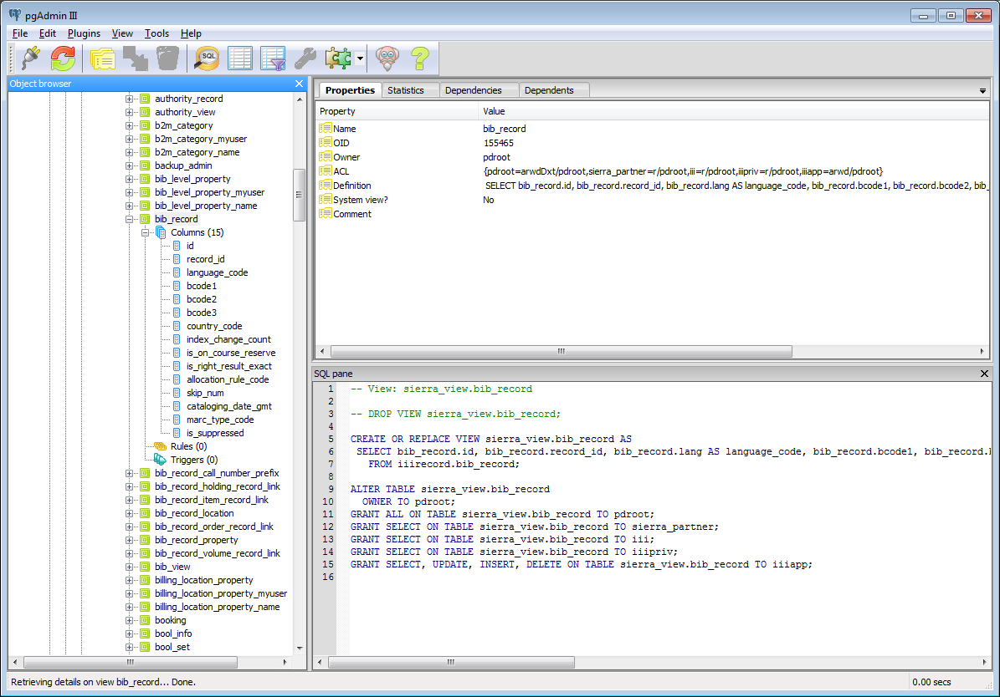 pgAdmin III
File Edit Plugins View Tools Help
SQL
Object browser
authority_record
authority_view
b2m_category
b2m_category_myuser
b2m_category_name
backup_admin
bib_level_property
bib_level_property_myuser
bib_level_property_name
bib_record
Columns (15)
id
record_id
language_code
bcode1
bcode2
bcode3
country_code
index_change_count
is_on_course_reserve
is_right_result_exact
allocation_rule_code
skip_num
cataloging_date_gmt
marc_type_code
is_suppressed
Rules (0)
Triggers (0)
bib_record_call_number_prefix
bib_record_holding_record_link
bib_record_item_record_link
bib_record_location
bib_record_order_record_link
bib_record_property
bib_record_volume_record_link
bib_view
billing_location_property
billing_location_property_myuser
billing_location_property_name
booking
bool_info
bool_set
Properties Statistics Dependencies Dependents
Property Value
Name bib_record
OID 155465
Owner pdroot
ACL {pdroot=arwdDxt/pdroot,sierra_partner=r/pdroot,iii=r/pdroot,iiipriv=r/pdroot,iiiapp=arwd/pdroot}
Definition SELECT bib_record.id, bib_record.record_id, bib_record.lang AS language_code, bib_record.bcode1, bib_record.bcode2, bib_
System view? No
Comment
SQL pane
1 -- View: sierra_view.bib_record
2
3 -- DROP VIEW sierra_view.bib_record;
4
5 CREATE OR REPLACE VIEW sierra_view.bib_record AS
6 SELECT bib_record.id, bib_record.record_id, bib_record.lang AS language_code, bib_record.bcode1, bib_record.
7 FROM iiirecord.bib_record;
8
9 ALTER TABLE sierra_view.bib_record
10 OWNER TO pdroot;
11 GRANT ALL ON TABLE sierra_view.bib_record TO pdroot;
12 GRANT SELECT ON TABLE sierra_view.bib_record TO sierra_partner;
13 GRANT SELECT ON TABLE sierra_view.bib_record TO iii;
14 GRANT SELECT ON TABLE sierra_view.bib_record TO iiipriv;
15 GRANT SELECT, UPDATE, INSERT, DELETE ON TABLE sierra_view.bib_record TO iiiapp;
16
Retrieving details on view bib_record... Done. 0.00 secs